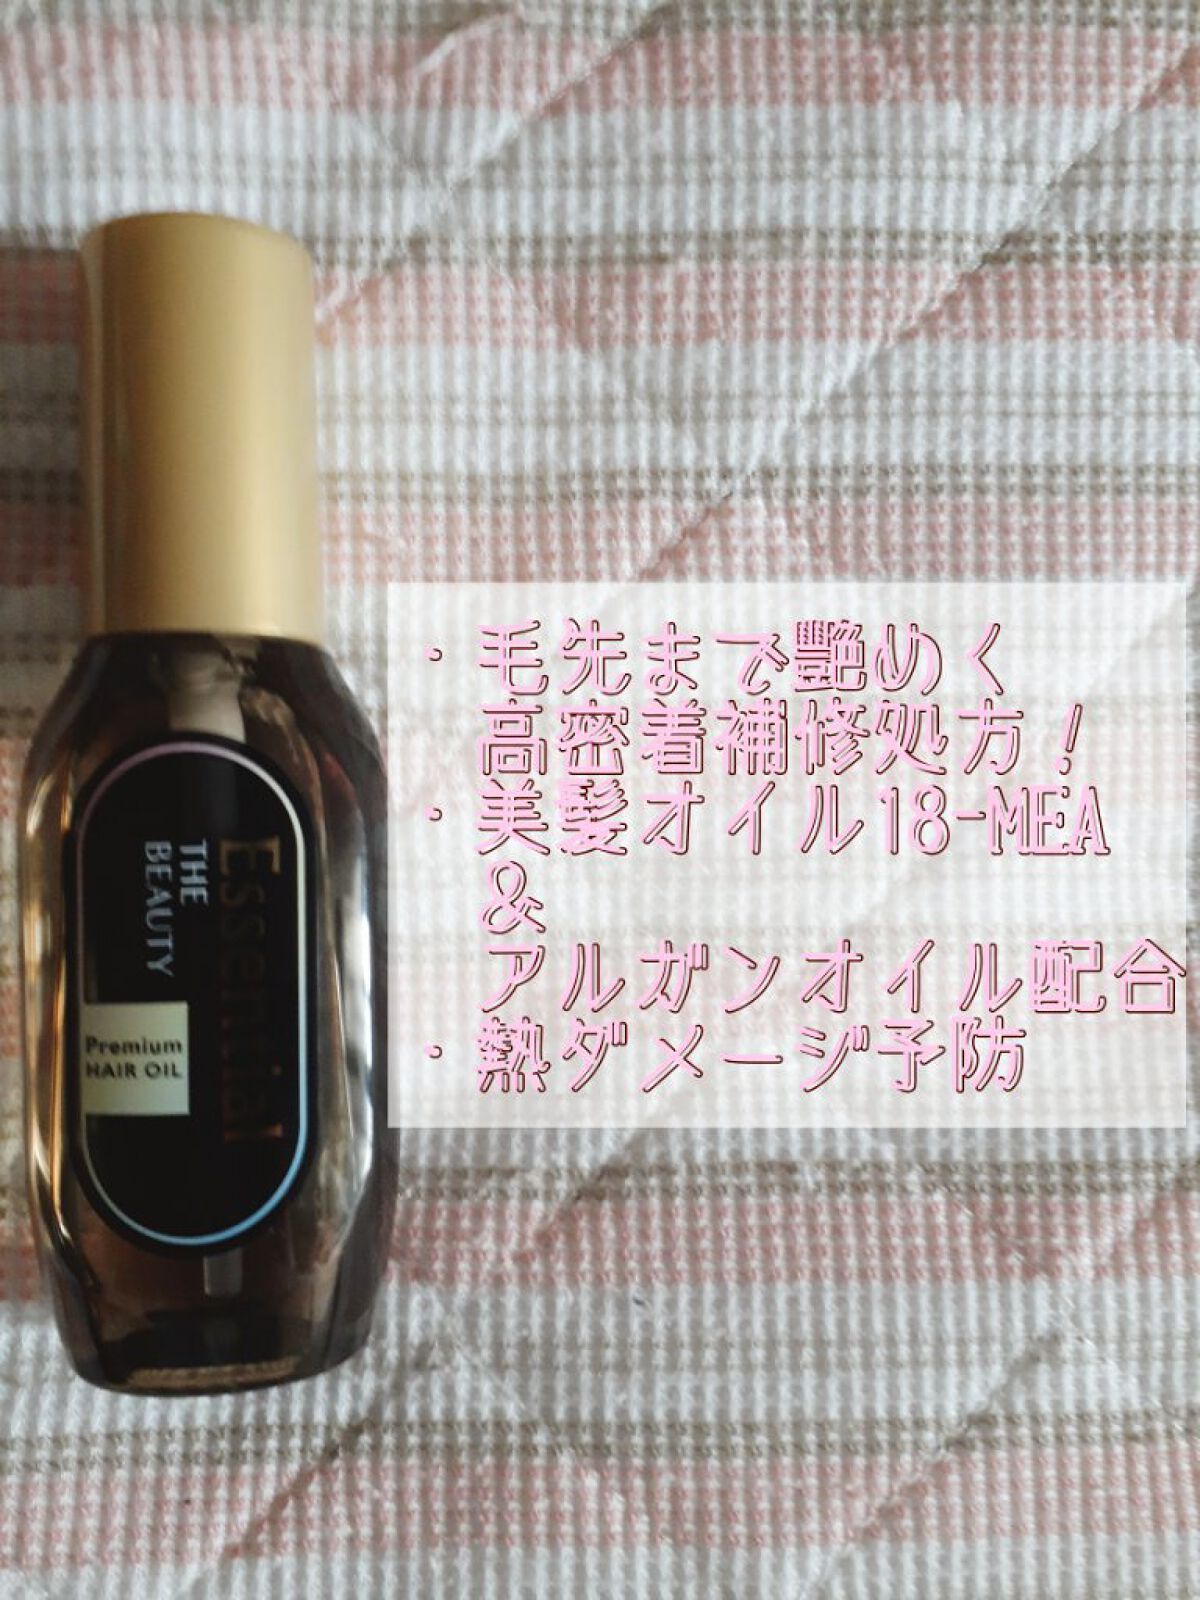 Essential
THE
BEAUTY
Premium
HAIR OIL
・毛先まで艶めく
高密着補修処方！
・美髪オイル18-MEA
&
アルガンオイル配合
・熱ダメージ予防